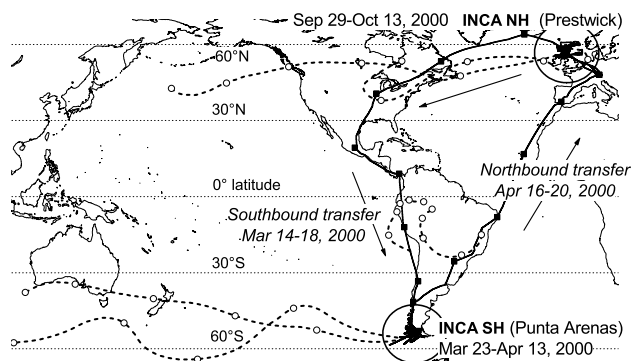 Sep 29-Oct 13, 2000 INCA NH (Prestwick)
60°N
30°N
Northbound transfer
Apr 16-20, 2000
0° latitude
Southbound transfer
Mar 14-18, 2000
30°S
60°S
INCA SH (Punta Arenas)
Mar 23-Apr 13, 2000